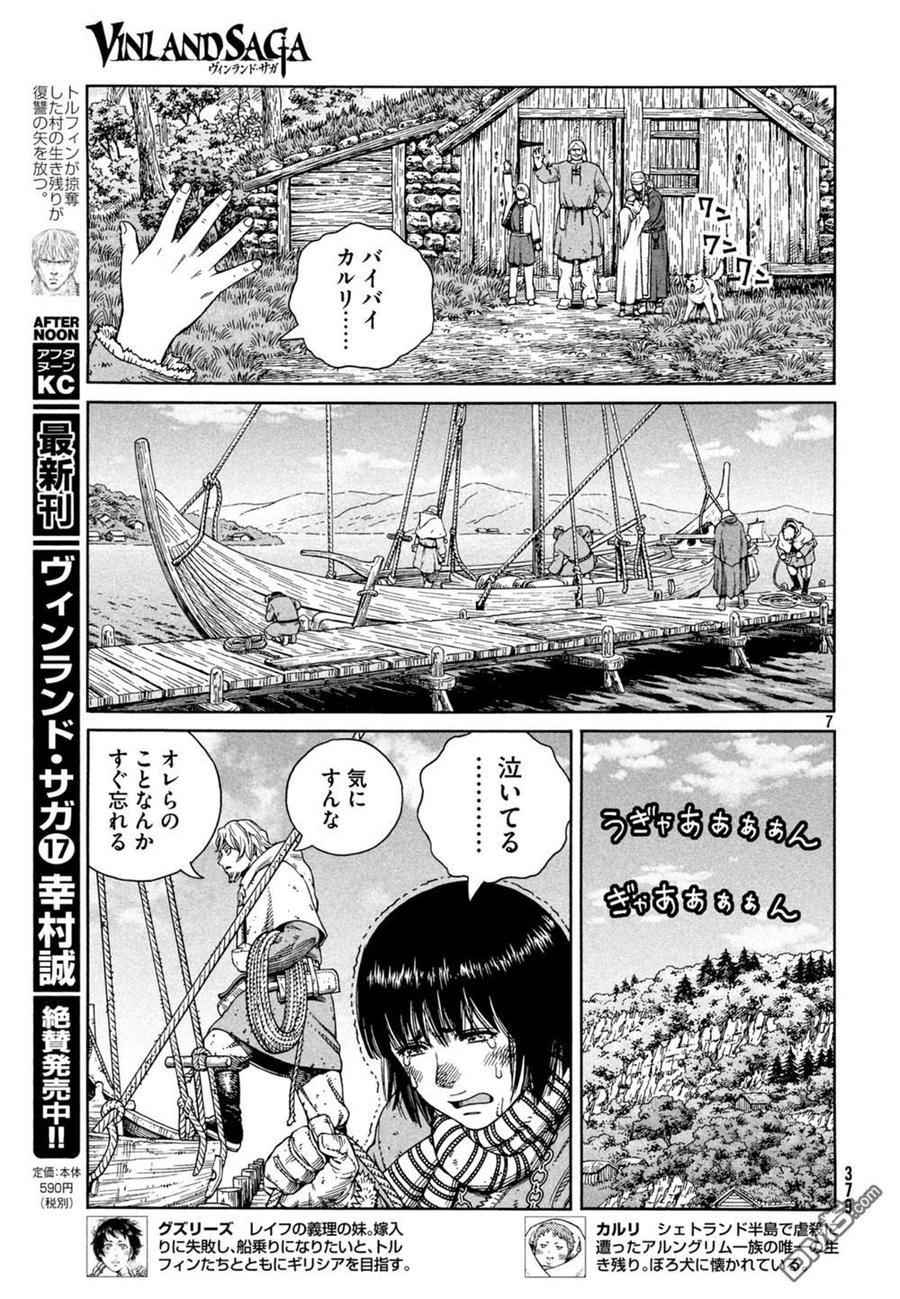 VINLAND SAGA
ヴィンランド・サガ
ワン
ワン
ワン
バイバイ
カルリ
………
7
うぎゃあぁぁぁん
ぎゃあぁぁぁん
泣いてる
…………
気に
すんな
オレらの
ことなんか
すぐ忘れる
379
トルフィンが掠奪
した村の生き残りが
復讐の矢を放つ。
AFTER
NOON
アフタ
ヌーン
KC
最新刊
ヴィンランド・サガ⑰
幸村誠
絶賛発売中!!
定価:本体
590円
(税別)
グズリーズ　レイフの義理の妹。嫁入
りに失敗し、船乗りになりたいと、トル
フィンたちとともにギリシアを目指す。
カルリ　シェトランド半島で虐殺に
遭ったアルングリム一族の唯一の生
き残り。ぼろ犬に懐かれている。